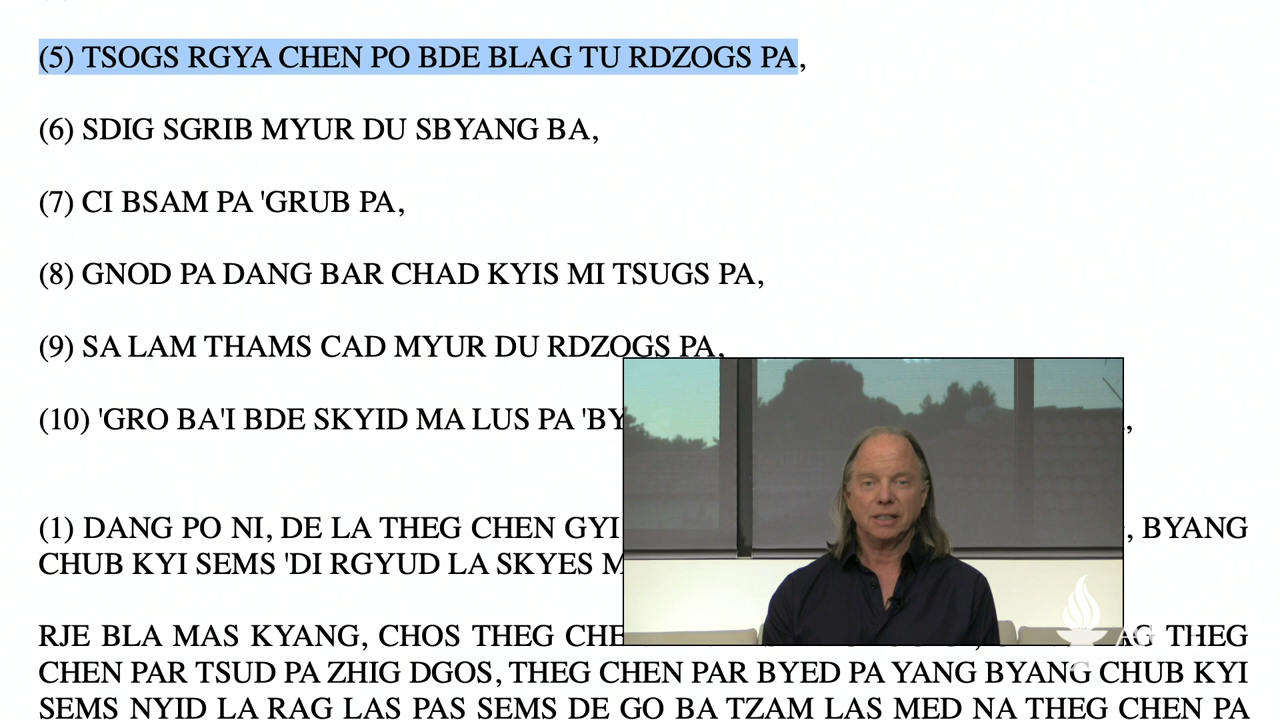 (5) TSOGS RGYA CHEN PO BDE BLAG TU RDZOGS PA,
(6) SDIG SGRIB MYUR DU SBYANG BA,
(7) CI BSAM PA 'GRUB PA,
(8) GNOD PA DANG BAR CHAD KYIS MI TSUGS PA,
(9) SA LAM THAMS CAD MYUR DU RDZOGS PA,
(10) 'GRO BA'I BDE SKYID MA LUS PA
(1) DANG PO NI, DE LA THEG CHEN GYI , BYANG
CHUB KYI SEMS 'DI RGYUD LA SKYES
RJE BLA MAS KYANG, CHOS THEG THEG
CHEN PAR TSUD PA ZHIG DGOS, THEG CHEN PAR BYED PA YANG BYANG CHUB KYI
SEMS NYID LA RAG LAS PAS SEMS DE GO BA TZAM LAS MED NA THEG CHEN PA